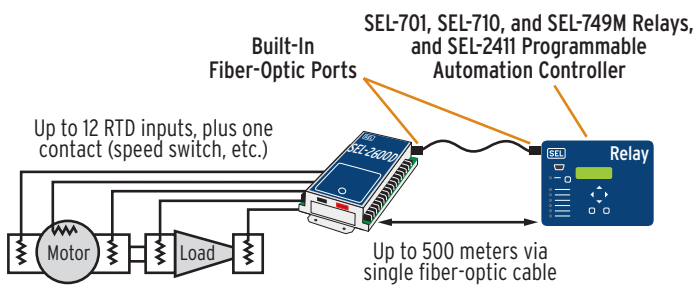 SEL-701, SEL-710, and SEL-749M Relays,
and SEL-2411 Programmable
Automation Controller
Built-In
Fiber-Optic Ports
Up to 12 RTD inputs, plus one
contact (speed switch, etc.)
SEL
SEL-2600D
SEL
Relay
Motor
Load
Up to 500 meters via
single fiber-optic cable